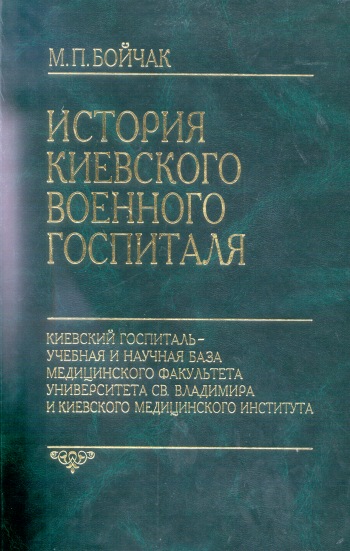 М.П.БОЙЧАК
ИСТОРИЯ
КИЕВСКОГО
ВОЕННОГО
ГОСПИТАЛЯ
КИЕВСКИЙ ГОСПИТАЛЬ–
УЧЕБНАЯ И НАУЧНАЯ БАЗА
МЕДИЦИНСКОГО ФАКУЛЬТЕТА
УНИВЕРСИТЕТА СВ. ВЛАДИМИРА
И КИЕВСКОГО МЕДИЦИНСКОГО ИНСТИТУТА